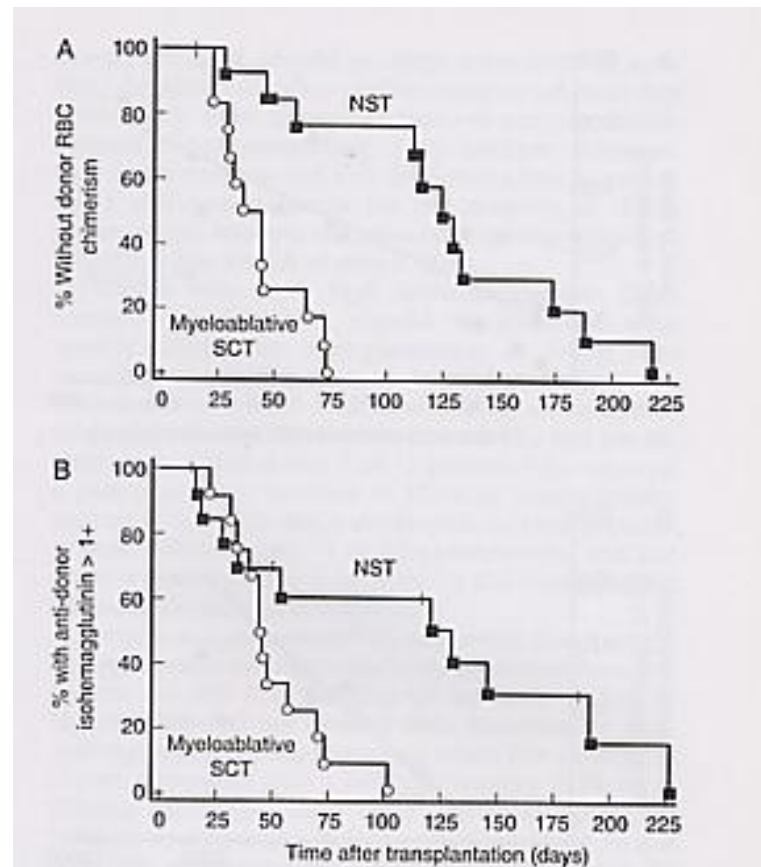 A
% Without donor RBC
chimerism
100
80
60
40
20
0
NST
Myeloablative
SCT
0 25 50 75 100 125 150 175 200 225
B
% with anti-donor
isohemagglutinin > 1+
100
80
60
40
20
0
NST
Myeloablative
SCT
0 25 50 75 100 125 150 175 200 225
Time after transplantation (days)